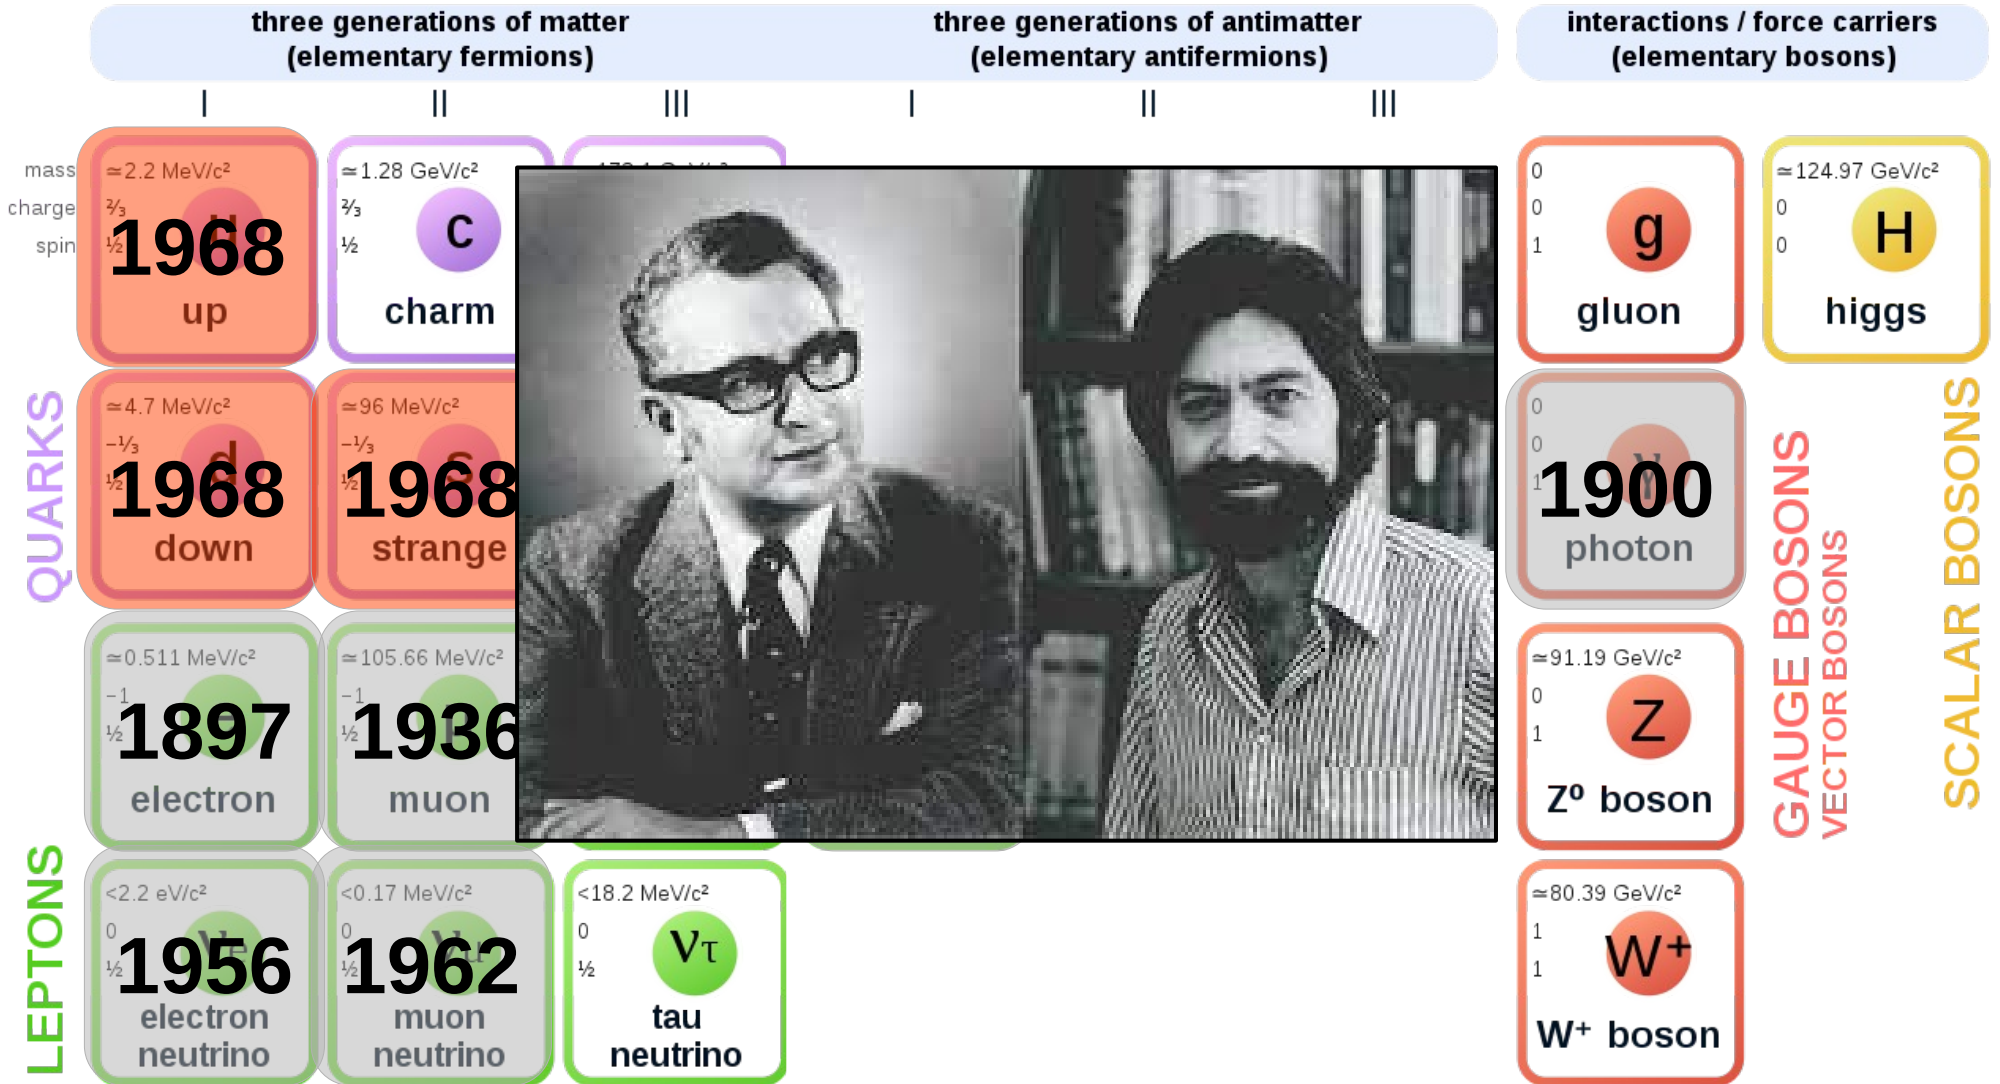 three generations of matter
(elementary fermions)
three generations of antimatter
(elementary antifermions)
interactions / force carriers
(elementary bosons)
I
II
III
I
II
III
mass
charge
spin
≃2.2 MeV/c²
⅔
½
1968
up
≃1.28 GeV/c²
⅔
½
c
charm
0
0
1
g
gluon
≃124.97 GeV/c²
0
0
H
higgs
QUARKS
≃4.7 MeV/c²
−⅓
½
d
1968
down
≃96 MeV/c²
−⅓
½
s
1968
strange
0
0
1
γ
1900
photon
≃0.511 MeV/c²
−1
½
1897
electron
≃105.66 MeV/c²
−1
½
1936
muon
≃91.19 GeV/c²
0
1
Z
Z⁰ boson
GAUGE BOSONS
VECTOR BOSONS
SCALAR BOSONS
LEPTONS
<2.2 eV/c²
0
½
νe
1956
electron
neutrino
<0.17 MeV/c²
0
½
νμ
1962
muon
neutrino
<18.2 MeV/c²
0
½
ντ
tau
neutrino
≃80.39 GeV/c²
1
1
W⁺
W⁺ boson